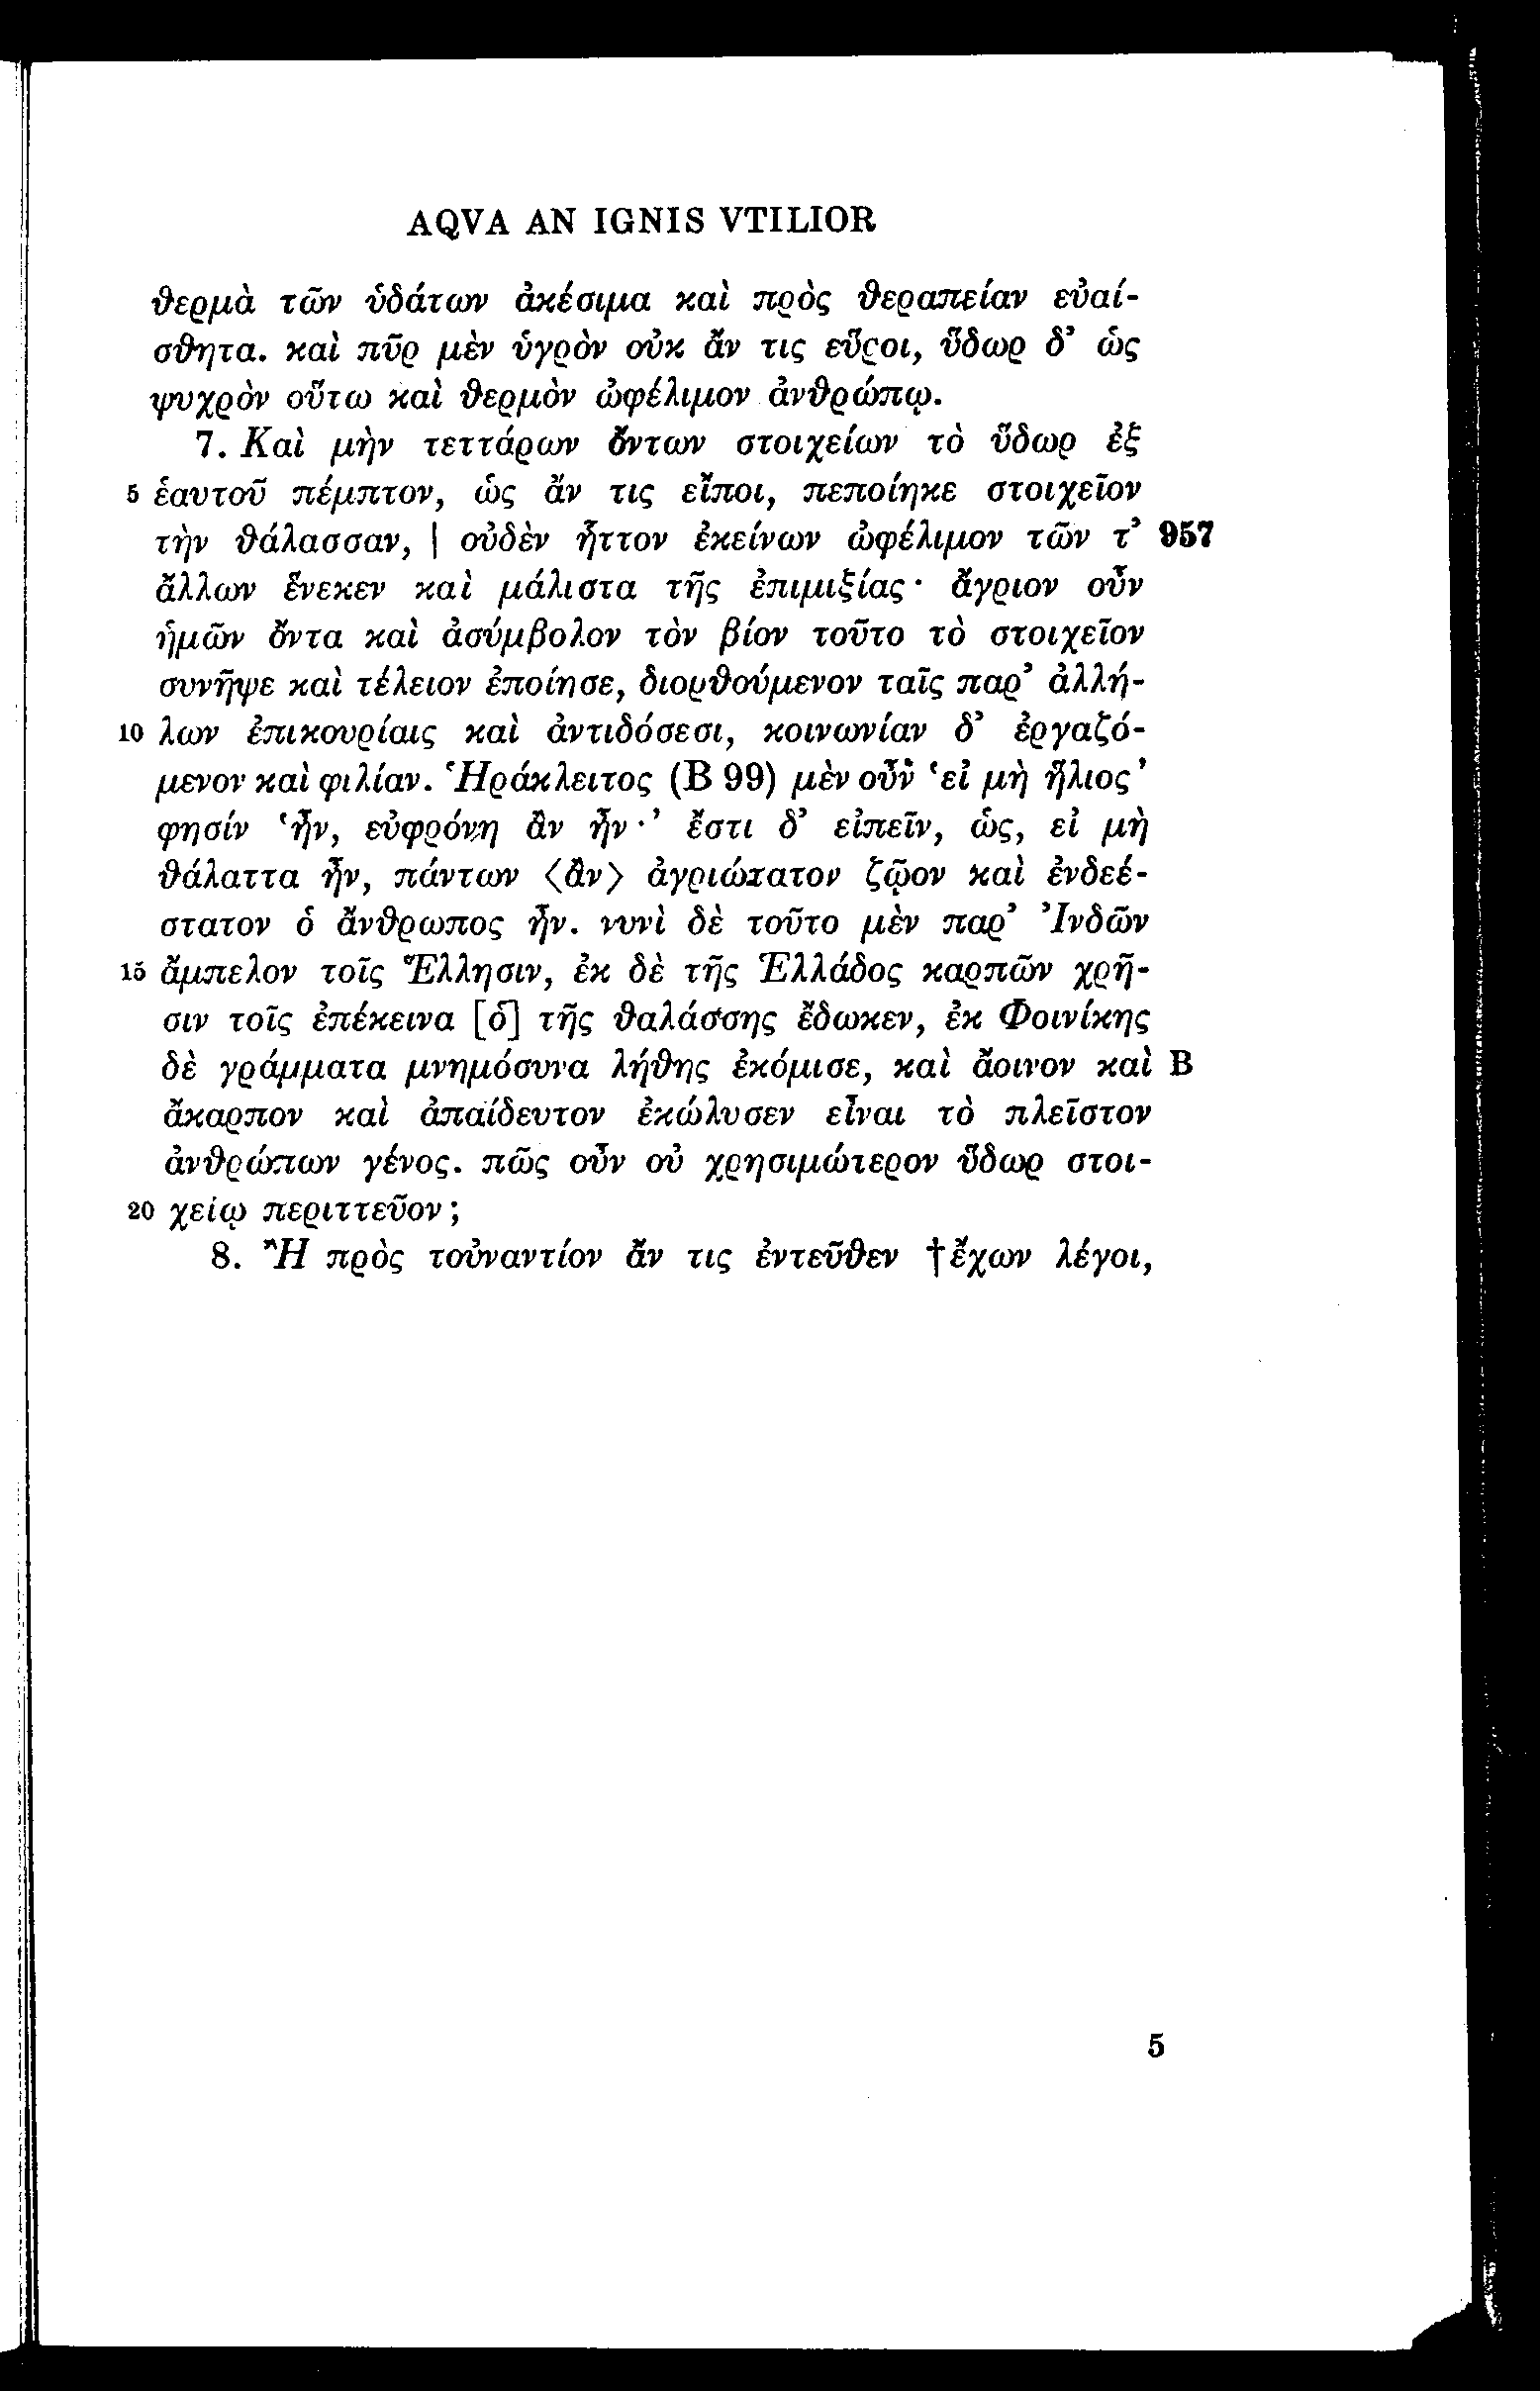 AQVA AN IGNIS VTILIOR
θερμὰ τῶν ὑδάτων ἀκέσιμα καὶ πρὸς θεραπείαν εὐαί-
σθητα. καὶ πῦρ μὲν ὑγρὸν οὐκ ἄν τις εὕροι, ὕδωρ δ’ ὡς
ψυχρὸν οὕτω καὶ θερμὸν ὠφέλιμον ἀνθρώπῳ.
7. Καὶ μὴν τεττάρων ὄντων στοιχείων τὸ ὕδωρ ἐξ
5 ἑαυτοῦ πέμπτον, ὡς ἄν τις εἴποι, πεποίηκε στοιχεῖον
τὴν θάλασσαν, | οὐδὲν ἧττον ἐκείνων ὠφέλιμον τῶν τ’ 957
ἄλλων ἕνεκεν καὶ μάλιστα τῆς ἐπιμιξίας· ἄγριον οὖν
ἡμῶν ὄντα καὶ ἀσύμβολον τὸν βίον τοῦτο τὸ στοιχεῖον
συνῆψε καὶ τέλειον ἐποίησε, διορθούμενον ταῖς παρ’ ἀλλή-
10 λων ἐπικουρίαις καὶ ἀντιδόσεσι, κοινωνίαν δ’ ἐργαζό-
μενον καὶ φιλίαν. Ἡράκλειτος (B 99) μὲν οὖν ‘εἰ μὴ ἥλιος’
φησίν ‘ἦν, εὐφρόνη ἂν ἦν·’ ἔστι δ’ εἰπεῖν, ὡς, εἰ μὴ
θάλαττα ἦν, πάντων ⟨ἂν⟩ ἀγριώτατον ζῷον καὶ ἐνδεέ-
στατον ὁ ἄνθρωπος ἦν. νυνὶ δὲ τοῦτο μὲν παρ’ Ἰνδῶν
15 ἄμπελον τοῖς Ἕλλησιν, ἐκ δὲ τῆς Ἑλλάδος καρπῶν χρῆ-
σιν τοῖς ἐπέκεινα [ὁ] τῆς θαλάσσης ἔδωκεν, ἐκ Φοινίκης
δὲ γράμματα μνημόσυνα λήθης ἐκόμισε, καὶ ἄοινον καὶ B
ἄκαρπον καὶ ἀπαίδευτον ἐκώλυσεν εἶναι τὸ πλεῖστον
ἀνθρώπων γένος. πῶς οὖν οὐ χρησιμώτερον ὕδωρ στοι-
20 χείῳ περιττεῦον;
8. Ἢ πρὸς τοὐναντίον ἄν τις ἐντεῦθεν †ἔχων λέγοι,
5